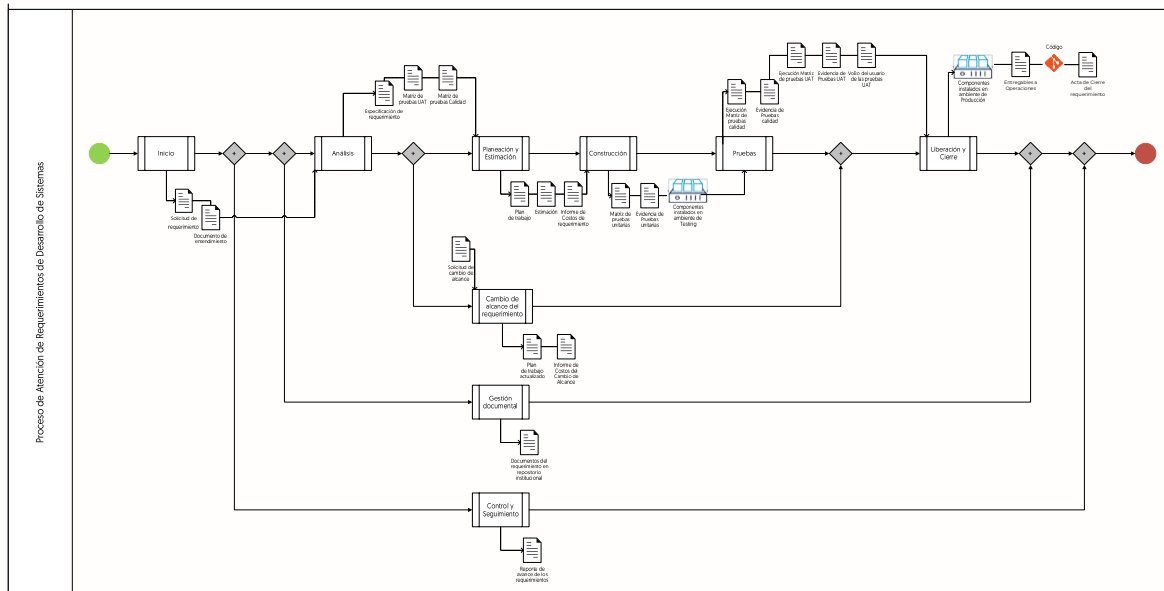 Proceso de Atención de Requerimientos de Desarrollo de Sistemas
Inicio
Solicitud de
requerimiento
Documento de
entendimiento
Análisis
Especificación de
requerimiento
Matriz de
pruebas UAT
Matriz de
pruebas Calidad
Planeación y
Estimación
Plan
de trabajo
Estimación
Informe de
Costos de
requerimiento
Construcción
Matriz de
pruebas
unitarias
Evidencia de
Pruebas
unitarias
Componentes
instalados en
ambiente de
Testing
Pruebas
Ejecución
Matriz de
pruebas
calidad
Evidencia de
Pruebas
calidad
Ejecución Matriz
de pruebas UAT
Evidencia de
Pruebas UAT
VoBo del usuario
de las pruebas
UAT
Liberación y
Cierre
Componentes
instalados en
ambiente de
Producción
Entregables a
Operaciones
Código
Acta de Cierre
del
requerimiento
Solicitud de
cambio de
alcance
Cambio de
alcance del
requerimiento
Plan
de trabajo
actualizado
Informe de
Costos del
Cambio de
Alcance
Gestión
documental
Documentos del
requerimiento en
repositorio
institucional
Control y
Seguimiento
Reporte de
avance de los
requerimientos